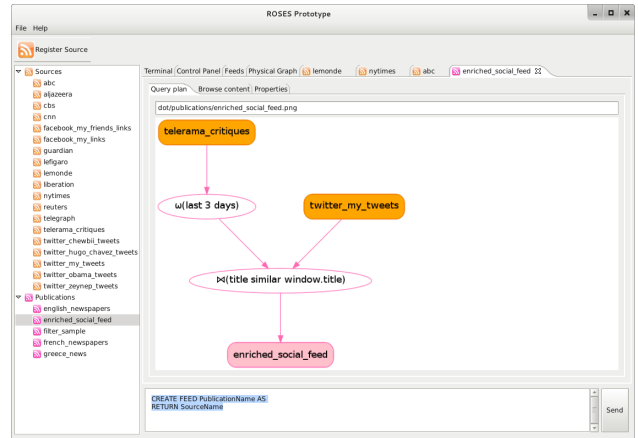 ROSES Prototype
File Help
Register Source
Sources
abc
aljazeera
cbs
cnn
facebook_my_friends_links
facebook_my_links
guardian
lefigaro
lemonde
liberation
nytimes
reuters
telegraph
telerama_critiques
twitter_chewbii_tweets
twitter_hugo_chavez_tweets
twitter_my_tweets
twitter_obama_tweets
twitter_zeynep_tweets
Publications
english_newspapers
enriched_social_feed
filter_sample
french_newspapers
greece_news
Terminal Control Panel Feeds Physical Graph lemonde nytimes abc enriched_social_feed
Query plan Browse content Properties
dot/publications/enriched_social_feed.png
telerama_critiques
ω(last 3 days)
twitter_my_tweets
⋈(title similar window.title)
enriched_social_feed
CREATE FEED PublicationName AS
RETURN SourceName
Send